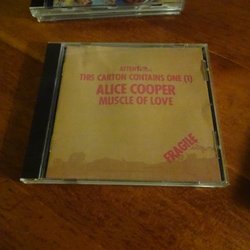 ATTENTION...
THIS CARTON CONTAINS ONE (1)
ALICE COOPER
MUSCLE OF LOVE
FRAGILE